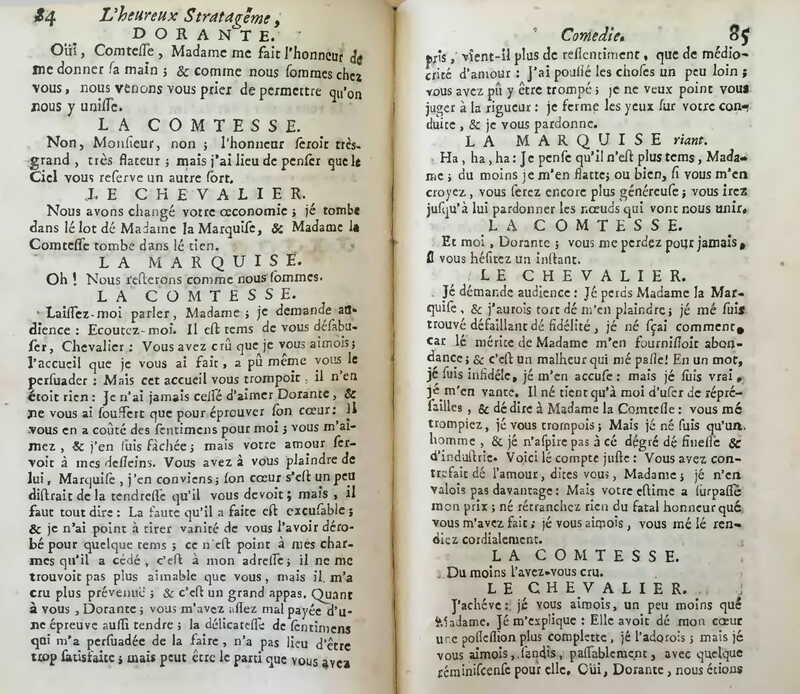 84 L'heureux Stratagême,
DORANTE.
Oüi, Comtesse, Madame me fait l'honneur de
me donner sa main ; & comme nous sommes chez
vous, nous venons vous prier de permettre qu'on
nous y unisse.
LA COMTESSE.
Non, Monsieur, non ; l'honneur seroit très-
grand, très flateur ; mais j'ai lieu de penser que le
Ciel vous reserve un autre sort.
LE CHEVALIER.
Nous avons changé votre œconomie ; jé tombe
dans lé lot dé Madame la Marquise, & Madame la
Comtesse tombe dans lé tien.
LA MARQUISE.
Oh ! Nous resterons comme nous sommes.
LA COMTESSE.
Laissez-moi parler, Madame ; je demande au-
dience : Ecoutez-moi. Il est tems de vous désabu-
ser, Chevalier : Vous avez crû que je vous aimois ;
l'accueil que je vous ai fait, a pû même vous le
persuader : Mais cet accueil vous trompoit, il n'en
étoit rien : Je n'ai jamais cessé d'aimer Dorante, &
ne vous ai souffert que pour éprouver son cœur : Il
vous en a coûté des sentimens pour moi ; vous m'ai-
mez, & j'en suis fâchée ; mais votre amour ser-
voit à mes desseins. Vous avez à vous plaindre de
lui, Marquise, j'en conviens ; son cœur s'est un peu
distrait de la tendresse qu'il vous devoit ; mais, il
faut tout dire : La faute qu'il a faite est excusable ;
& je n'ai point à tirer vanité de vous l'avoir déro-
bé pour quelque tems ; ce n'est point à mes char-
mes qu'il a cédé, c'est à mon adresse ; il ne me
trouvoit pas plus aimable que vous, mais il m'a
cru plus prévenuë ; & c'est un grand appas. Quant
à vous, Dorante ; vous m'avez assez mal payée d'u-
ne épreuve aussi tendre ; la délicatesse de sentimens
qui m'a persuadée de la faire, n'a pas lieu d'être
trop satisfaite ; mais peut être le parti que vous avez
Comedie. 85
pris, vient-il plus de ressentiment, que de médio-
crité d'amour : J'ai poussé les choses un peu loin ;
vous avez pû y être trompé ; je ne veux point vous
juger à la rigueur : je ferme les yeux sur votre con-
duite, & je vous pardonne.
LA MARQUISE riant.
Ha, ha, ha : Je pense qu'il n'est plus tems, Mada-
me ; du moins je m'en flatte ; ou bien, si vous m'en
croyez, vous serez encore plus généreuse ; vous irez
jusqu'à lui pardonner les nœuds qui vont nous unir.
LA COMTESSE.
Et moi, Dorante ; vous me perdez pour jamais,
si vous hésitez un instant.
LE CHEVALIER.
Jé démande audience : Jé perds Madame la Mar-
quise, & j'aurois tort dé m'en plaindre ; jé mé suis
trouvé défaillant dé fidélité, jé né sçai comment,
car lé mérite de Madame m'en fournissoit abon-
dance ; & c'est un malheur qui mé passe ! En un mot,
jé suis infidéle, jé m'en accuse : mais jé suis vrai,
jé m'en vante. Il né tient qu'à moi d'user de répré-
sailles, & dé dire à Madame la Comtesse : vous mé
trompiez, jé vous trompois ; Mais jé né suis qu'un
homme, & jé n'aspire pas à cé dégré dé finesse &
d'industrie. Voici lé compte juste : Vous avez con-
trefait dé l'amour, dites vous, Madame ; jé n'en
valois pas davantage : Mais votre estime a surpassé
mon prix ; né rétranchez rien du fatal honneur qué
vous m'avez fait ; jé vous aimois, vous mé lé ren-
diez cordialement.
LA COMTESSE.
Du moins l'avez-vous cru.
LE CHEVALIER.
J'achéve : jé vous aimois, un peu moins qué
Madame. Jé m'explique : Elle avoit dé mon cœur
une possession plus complette, jé l'adorois ; mais jé
vous aimois, sandis, passablement, avec quelque
réminiscense pour elle. Oüi, Dorante, nous étions